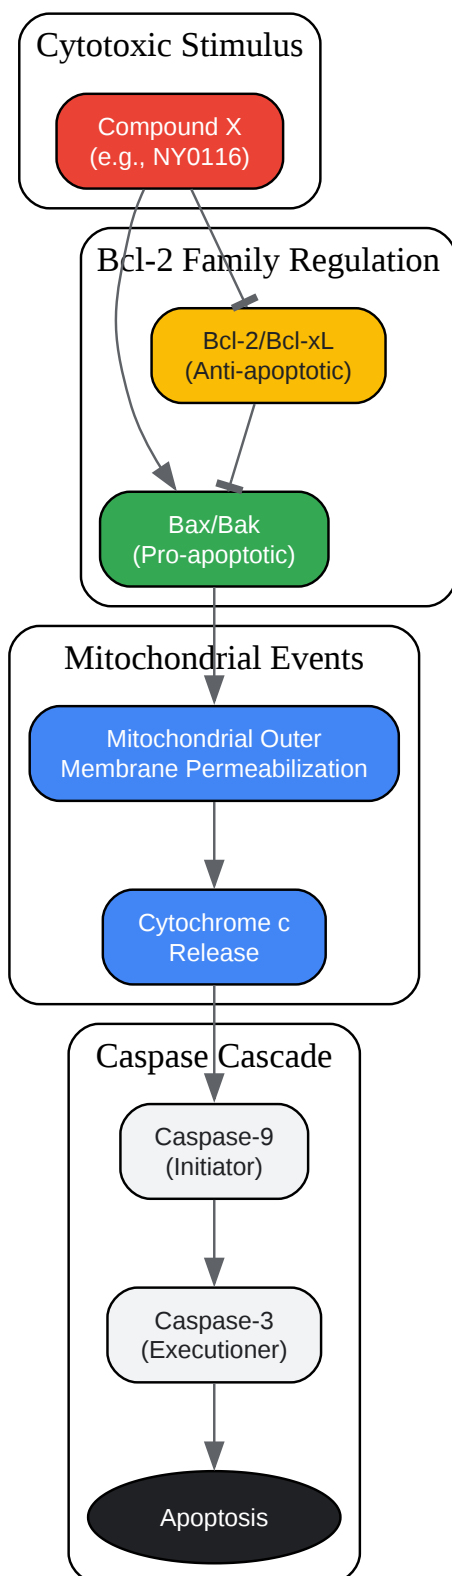 Cytotoxic Stimulus
Compound X
(e.g., NY0116)
Bcl-2 Family Regulation
Bcl-2/Bcl-xL
(Anti-apoptotic)
Bax/Bak
(Pro-apoptotic)
Mitochondrial Events
Mitochondrial Outer
Membrane Permeabilization
Cytochrome c
Release
Caspase Cascade
Caspase-9
(Initiator)
Caspase-3
(Executioner)
Apoptosis